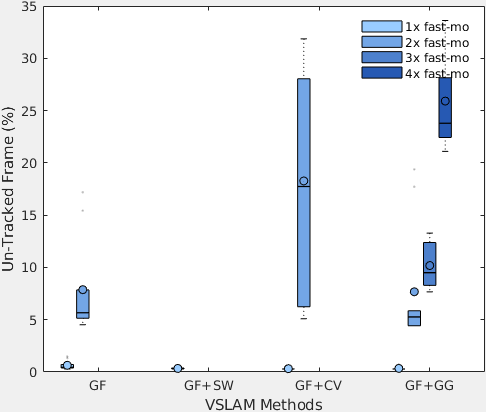 35
30
25
20
15
10
5
0
Un-Tracked Frame (%)
1x fast-mo
2x fast-mo
3x fast-mo
4x fast-mo
GF
GF+SW
GF+CV
GF+GG
VSLAM Methods